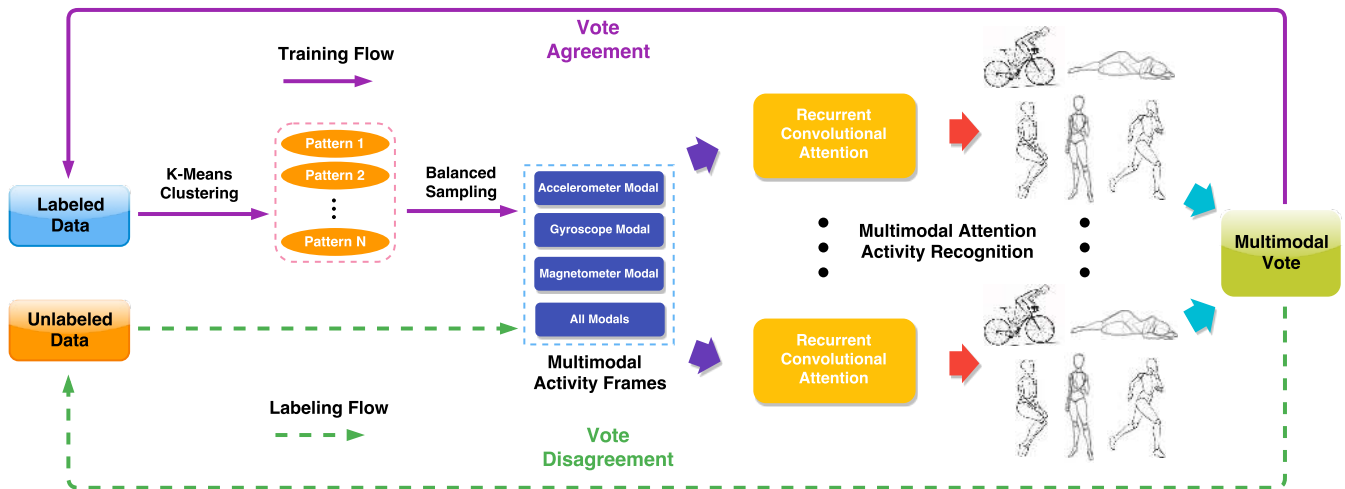 Vote
Agreement
Training Flow
K-Means
Clustering
Pattern 1
Pattern 2
Pattern N
Balanced
Sampling
Labeled
Data
Unlabeled
Data
Accelerometer Modal
Gyroscope Modal
Magnetometer Modal
All Modals
Multimodal
Activity Frames
Recurrent
Convolutional
Attention
Multimodal Attention
Activity Recognition
Recurrent
Convolutional
Attention
Multimodal
Vote
Labeling Flow
Vote
Disagreement